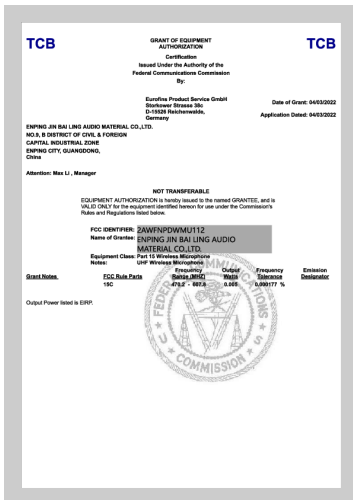 TCB
GRANT OF EQUIPMENT
AUTHORIZATION
TCB
Certification
Issued Under the Authority of the
Federal Communications Commission
By:
Eurofins Product Service GmbH
Storkower Strasse 38c
D-15526 Reichenwalde,
Germany
Date of Grant: 04/03/2022
Application Dated: 04/03/2022
ENPING JIN BAI LING AUDIO MATERIAL CO.,LTD.
NO.5, B DISTRICT OF CIVIL & FOREIGN
CAPITAL INDUSTRIAL ZONE
ENPING CITY, GUANGDONG,
China
Attention: Max Li , Manager
NOT TRANSFERABLE
EQUIPMENT AUTHORIZATION is hereby issued to the named GRANTEE, and is
VALID ONLY for the equipment identified hereon for use under the Commission's
Rules and Regulations listed below.
FCC IDENTIFIER: 2AWFNPDWMU112
Name of Grantee: ENPING JIN BAI LING AUDIO
MATERIAL CO.,LTD.
Equipment Class: Part 15 Wireless Microphone
Notes: UHF Wireless Microphone
Grant Notes FCC Rule Parts Frequency Range (MHZ) Output Watts Frequency Tolerance Emission Designator
15C 470.2 - 607.8 0.005 0.000177 %
Output Power listed is EIRP.
COMMUNICATIONS
COMMISSION
FEDERAL